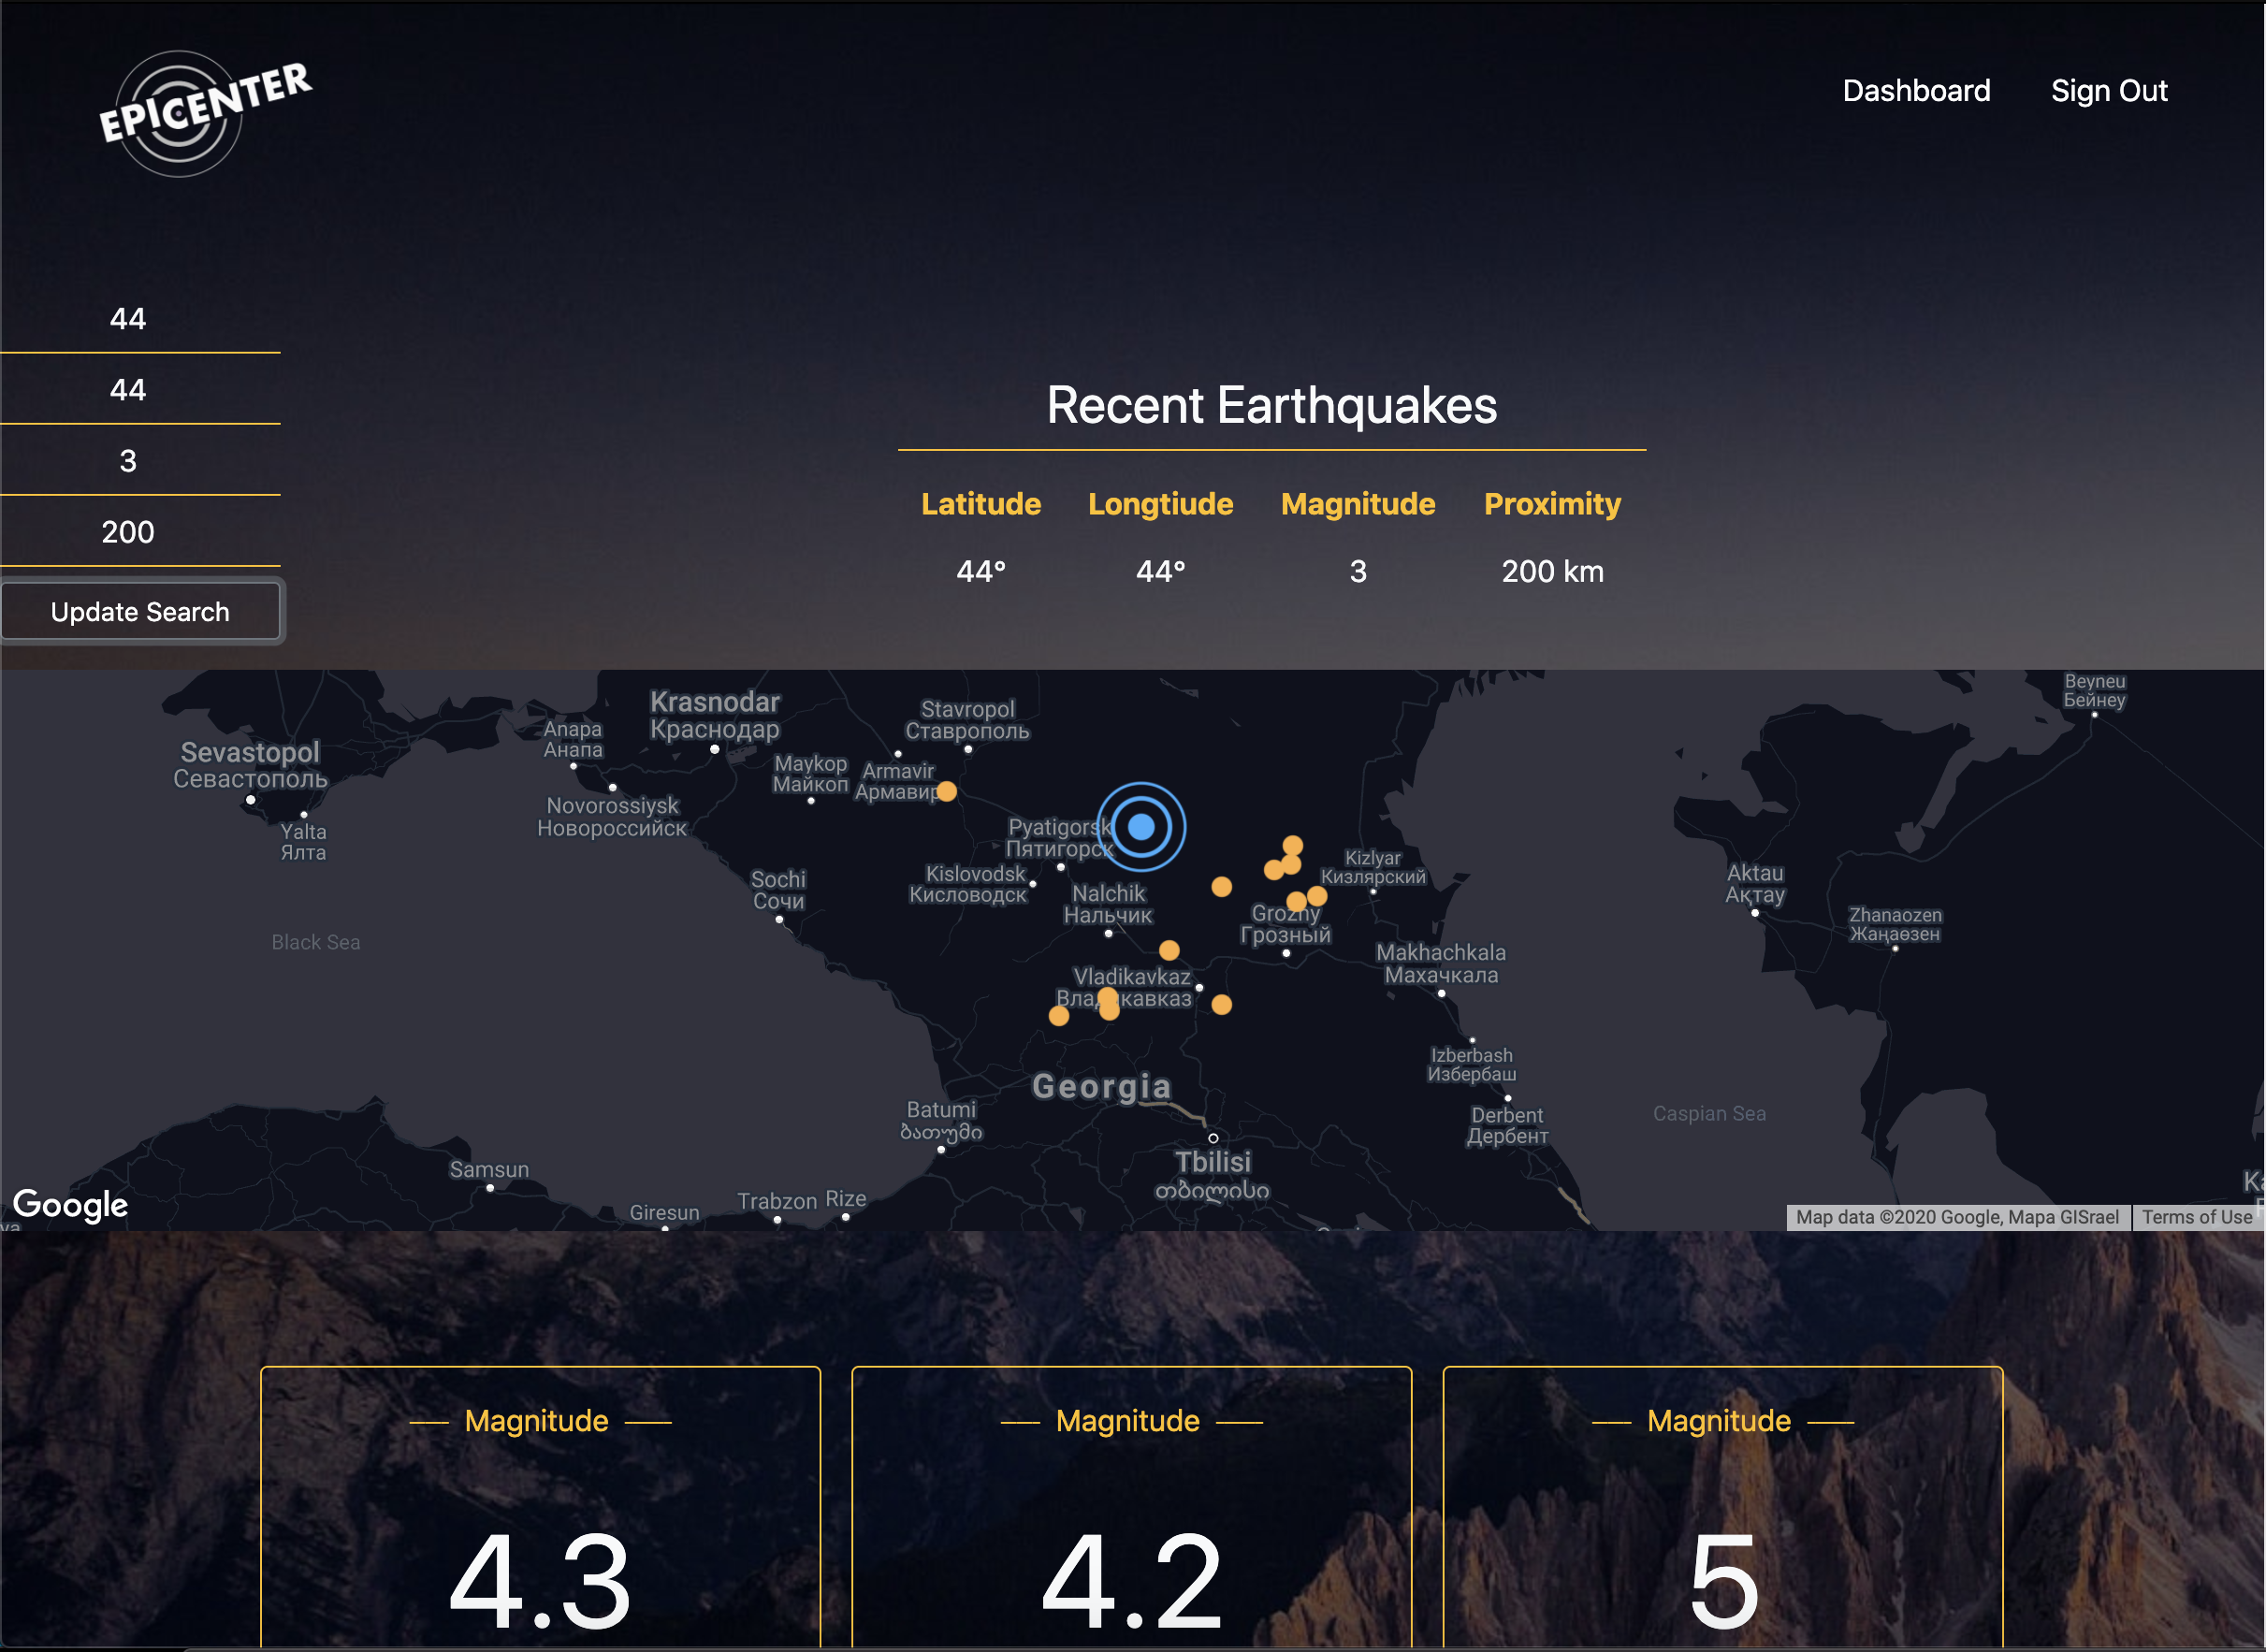 EPICENTER
Dashboard
Sign Out
44
44
3
200
Update Search
Recent Earthquakes
Latitude Longtiude Magnitude Proximity
44° 44° 3 200 km
Beyneu
Бейнеу
Krasnodar
Краснодар
Stavropol
Ставрополь
Anapa
Анапа
Sevastopol
Севастополь
Maykop
Майкоп
Armavir
Армавир
Novorossiysk
Новороссийск
Yalta
Ялта
Pyatigorsk
Пятигорск
Kizlyar
Кизлярский
Kislovodsk
Кисловодск
Sochi
Сочи
Nalchik
Нальчик
Aktau
Ақтау
Grozny
Грозный
Zhanaozen
Жаңаөзен
Black Sea
Makhachkala
Махачкала
Vladikavkaz
Владикавказ
Izberbash
Избербаш
Georgia
Batumi
ბათუმი
Derbent
Дербент
Caspian Sea
Tbilisi
თბილისი
Samsun
Trabzon
Rize
Giresun
Google
Map data ©2020 Google, Mapa GISrael
Terms of Use
Magnitude
4.3
Magnitude
4.2
Magnitude
5